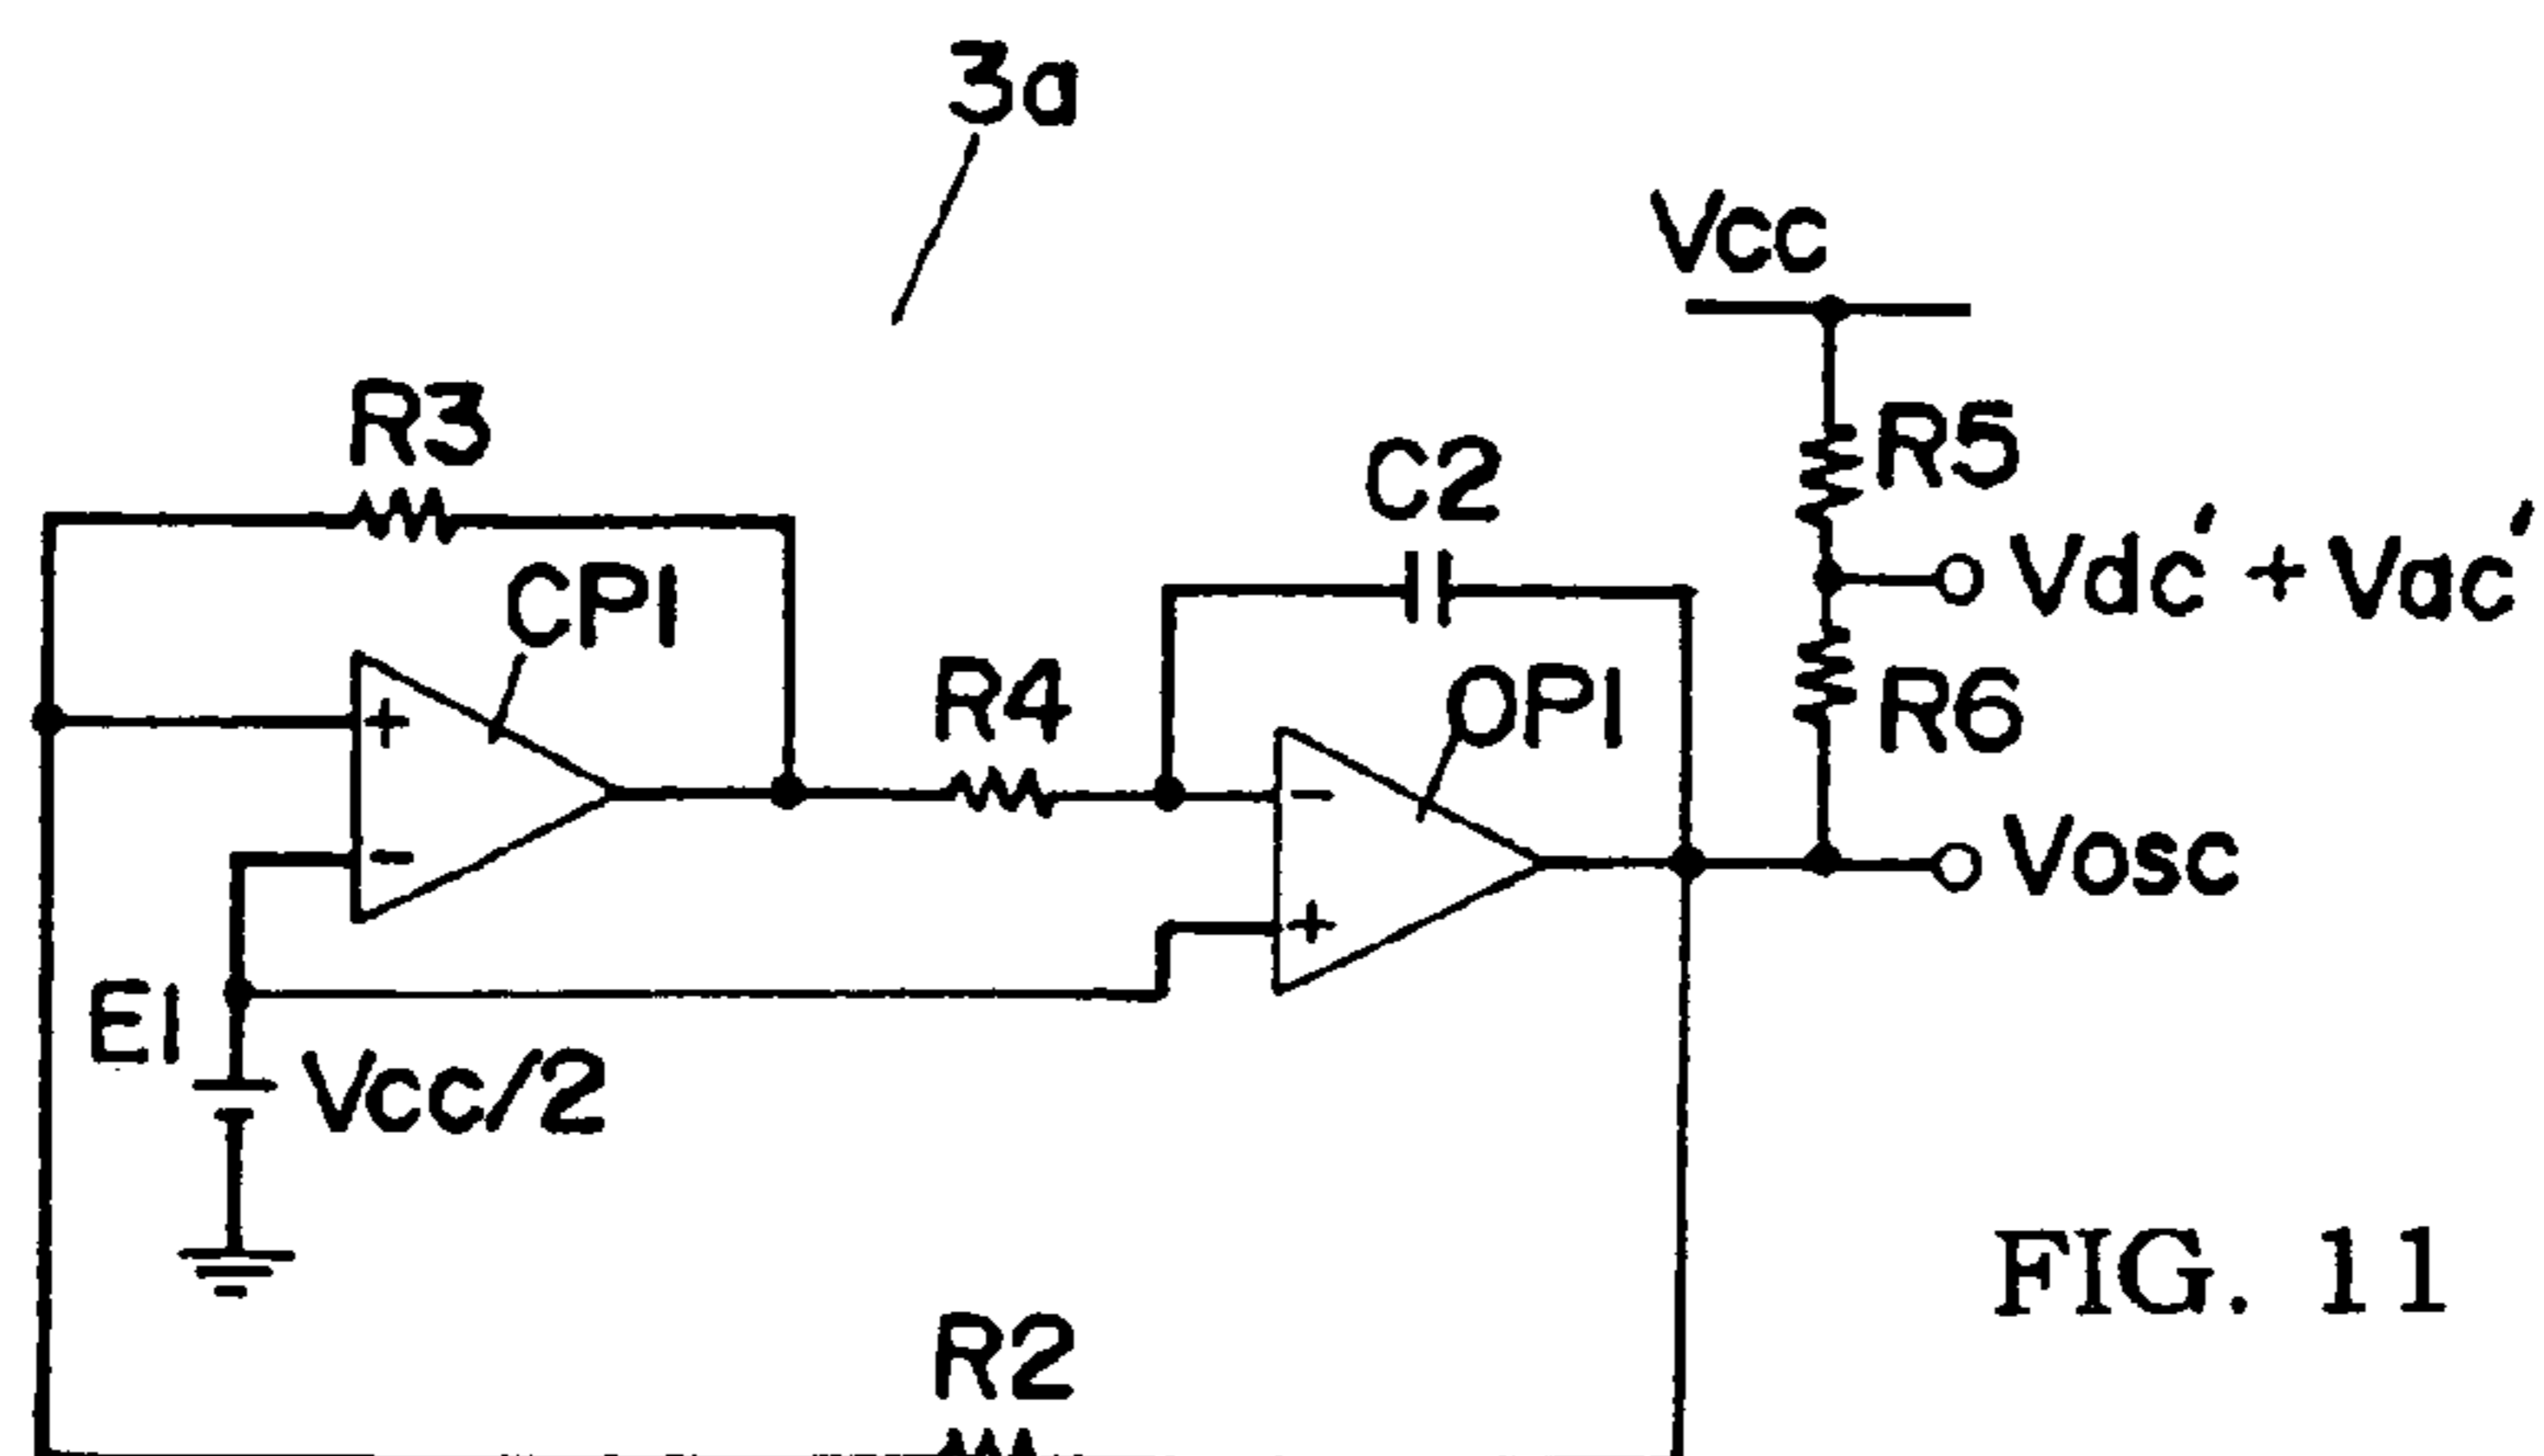 3a
Vcc
R3
R5
C2
Vdc' + Vac'
CP1
R4
OP1
R6
+
-
-
Vosc
+
E1
Vcc/2
FIG. 11
R2